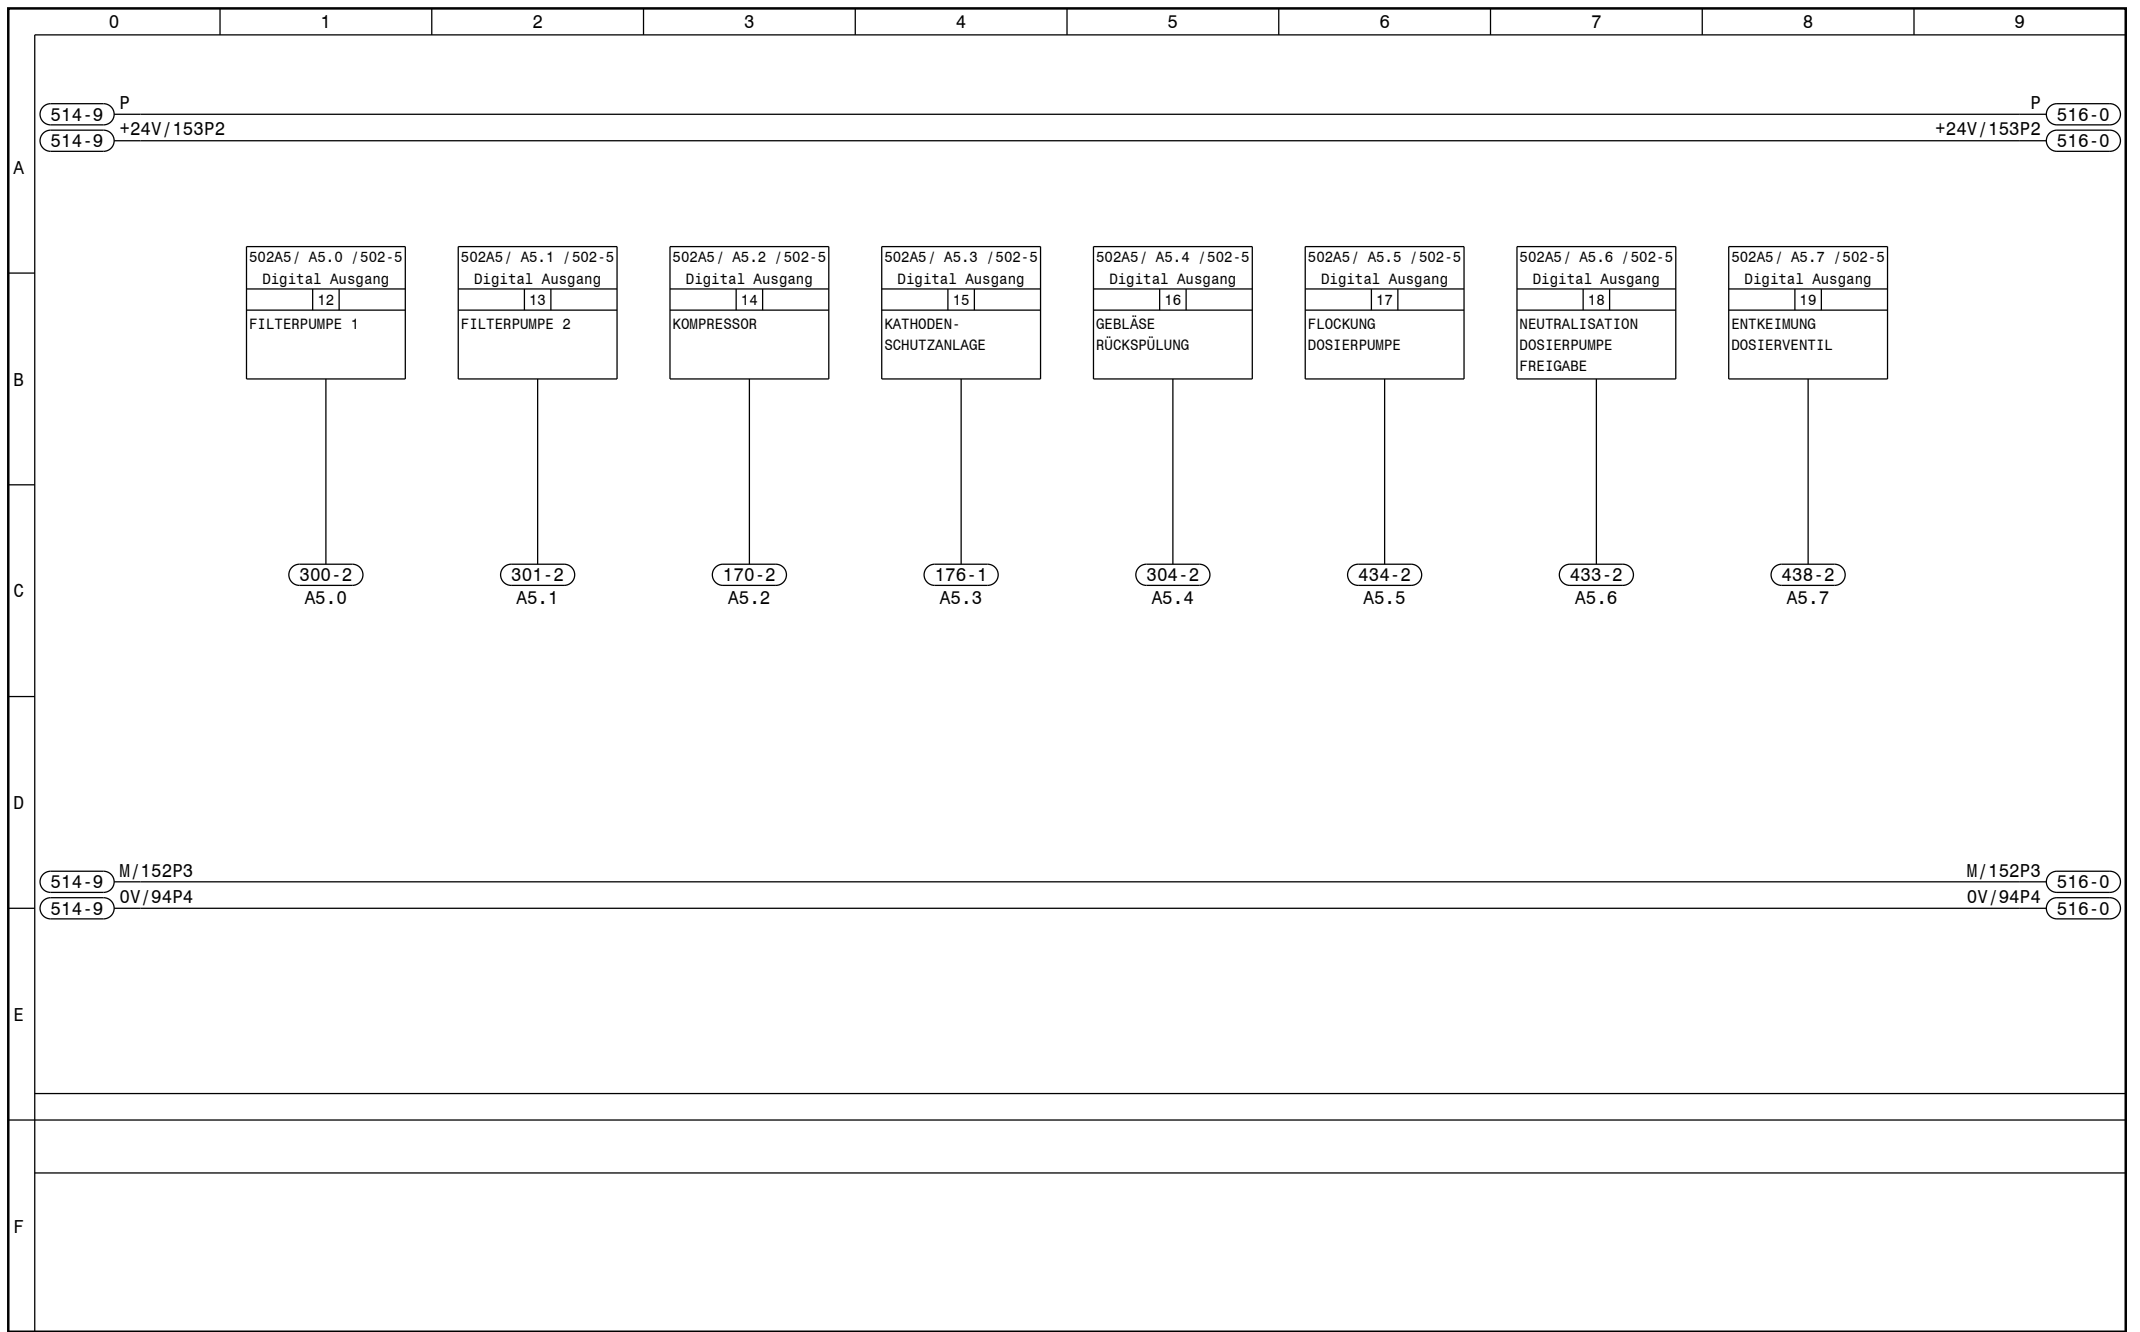 0 1 2 3 4 5 6 7 8 9
P P
514-9 516-0
+24V/153P2 +24V/153P2
514-9 516-0
A
502A5/ A5.0 /502-5 502A5/ A5.1 /502-5 502A5/ A5.2 /502-5 502A5/ A5.3 /502-5 502A5/ A5.4 /502-5 502A5/ A5.5 /502-5 502A5/ A5.6 /502-5 502A5/ A5.7 /502-5
Digital Ausgang Digital Ausgang Digital Ausgang Digital Ausgang Digital Ausgang Digital Ausgang Digital Ausgang Digital Ausgang
12 13 14 15 16 17 18 19
FILTERPUMPE 1 FILTERPUMPE 2 KOMPRESSOR KATHODEN- GEBLÄSE FLOCKUNG NEUTRALISATION ENTKEIMUNG
SCHUTZANLAGE RÜCKSPÜLUNG DOSIERPUMPE DOSIERPUMPE DOSIERVENTIL
FREIGABE
B
300-2 301-2 170-2 176-1 304-2 434-2 433-2 438-2
C
A5.0 A5.1 A5.2 A5.3 A5.4 A5.5 A5.6 A5.7
D
M/152P3 M/152P3
514-9 516-0
0V/94P4 0V/94P4
514-9 516-0
E
F